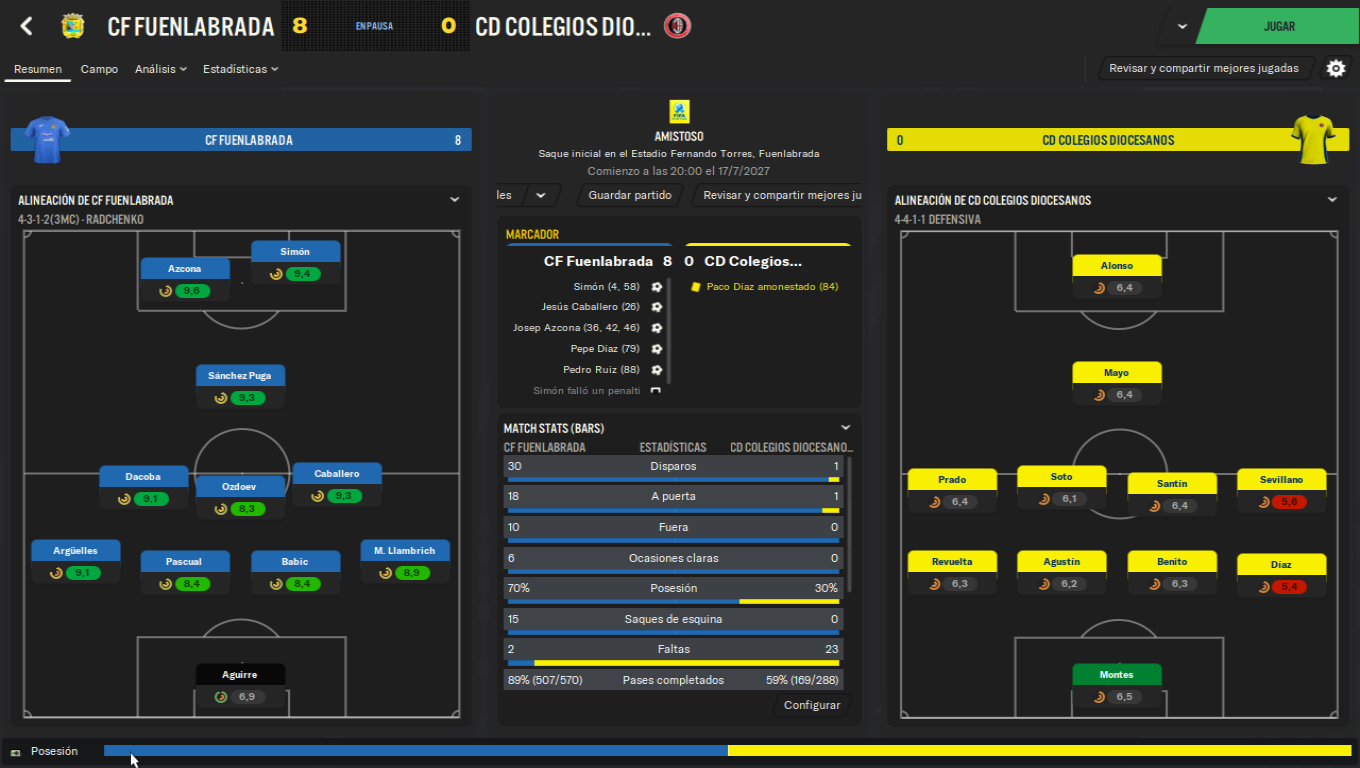 CF FUENLABRADA 8 EN PAUSA 0 CD COLEGIOS DIO...
JUGAR
Resumen Campo Análisis Estadísticas
Revisar y compartir mejores jugadas
CF FUENLABRADA 8
AMISTOSO
Saque inicial en el Estadio Fernando Torres, Fuenlabrada
Comienzo a las 20:00 el 17/7/2027
les Guardar partido Revisar y compartir mejores ju
0 CD COLEGIOS DIOCESANOS
ALINEACIÓN DE CF FUENLABRADA
4-3-1-2(3MC) - RADCHENKO
Simón
9,4
Azcona
9,6
Sánchez Puga
9,3
Caballero
9,3
Dacoba
9,1
Ozdoev
8,3
Argüelles
9,1
Pascual
8,4
Babic
8,4
M. Llambrich
8,9
Aguirre
6,9
MARCADOR
CF Fuenlabrada 8 0 CD Colegios...
Simón (4, 58)
Paco Díaz amonestado (84)
Jesús Caballero (26)
Josep Azcona (36, 42, 46)
Pepe Díaz (79)
Pedro Ruiz (88)
Simón falló un penalti
MATCH STATS (BARS)
CF FUENLABRADA ESTADÍSTICAS CD COLEGIOS DIOCESANO...
30 Disparos 1
18 A puerta 1
10 Fuera 0
6 Ocasiones claras 0
70% Posesión 30%
15 Saques de esquina 0
2 Faltas 23
89% (507/570) Pases completados 59% (169/288)
Configurar
ALINEACIÓN DE CD COLEGIOS DIOCESANOS
4-4-1-1 DEFENSIVA
Alonso
6,4
Mayo
6,4
Prado
6,4
Soto
6,1
Santín
6,4
Sevillano
5,6
Revuelta
6,3
Agustín
6,2
Benito
6,3
Díaz
5,4
Montes
6,5
Posesión